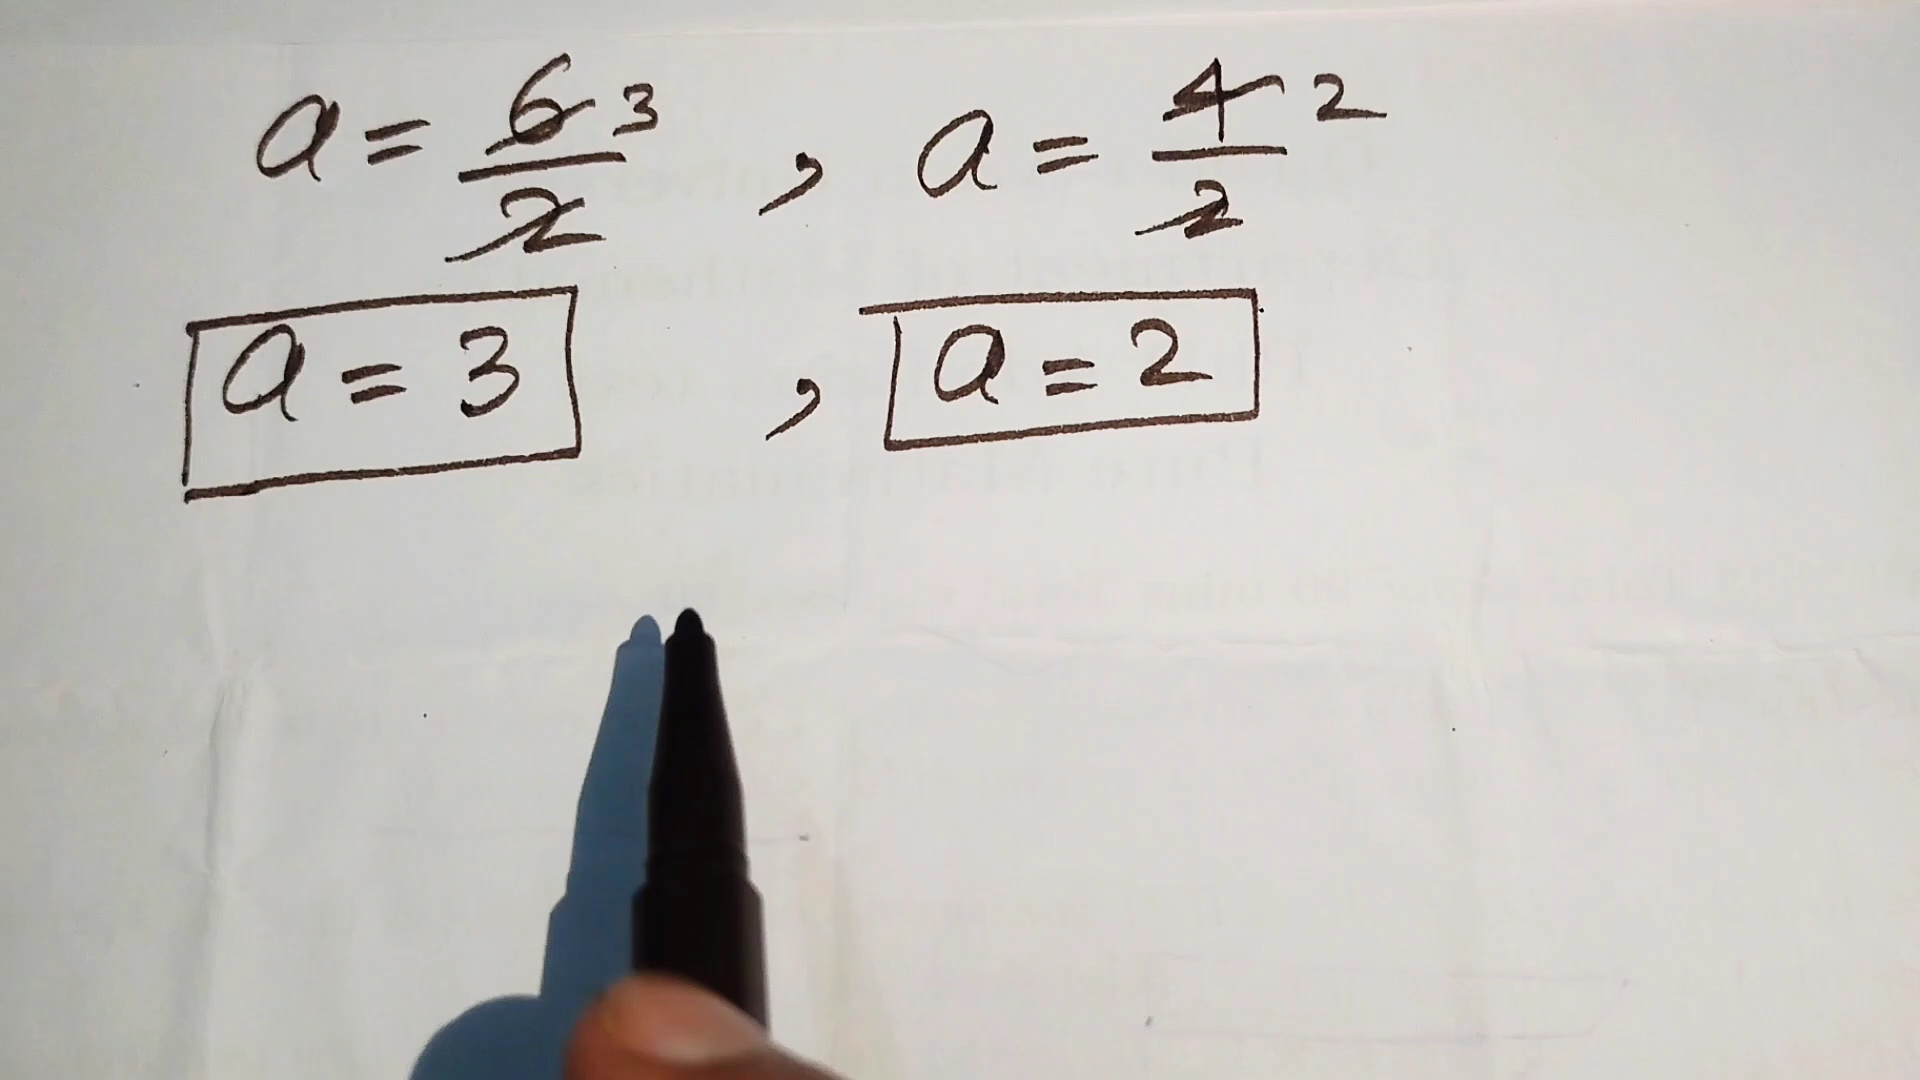 a = 6/2 3 , a = 4/2 2
a = 3 , a = 2